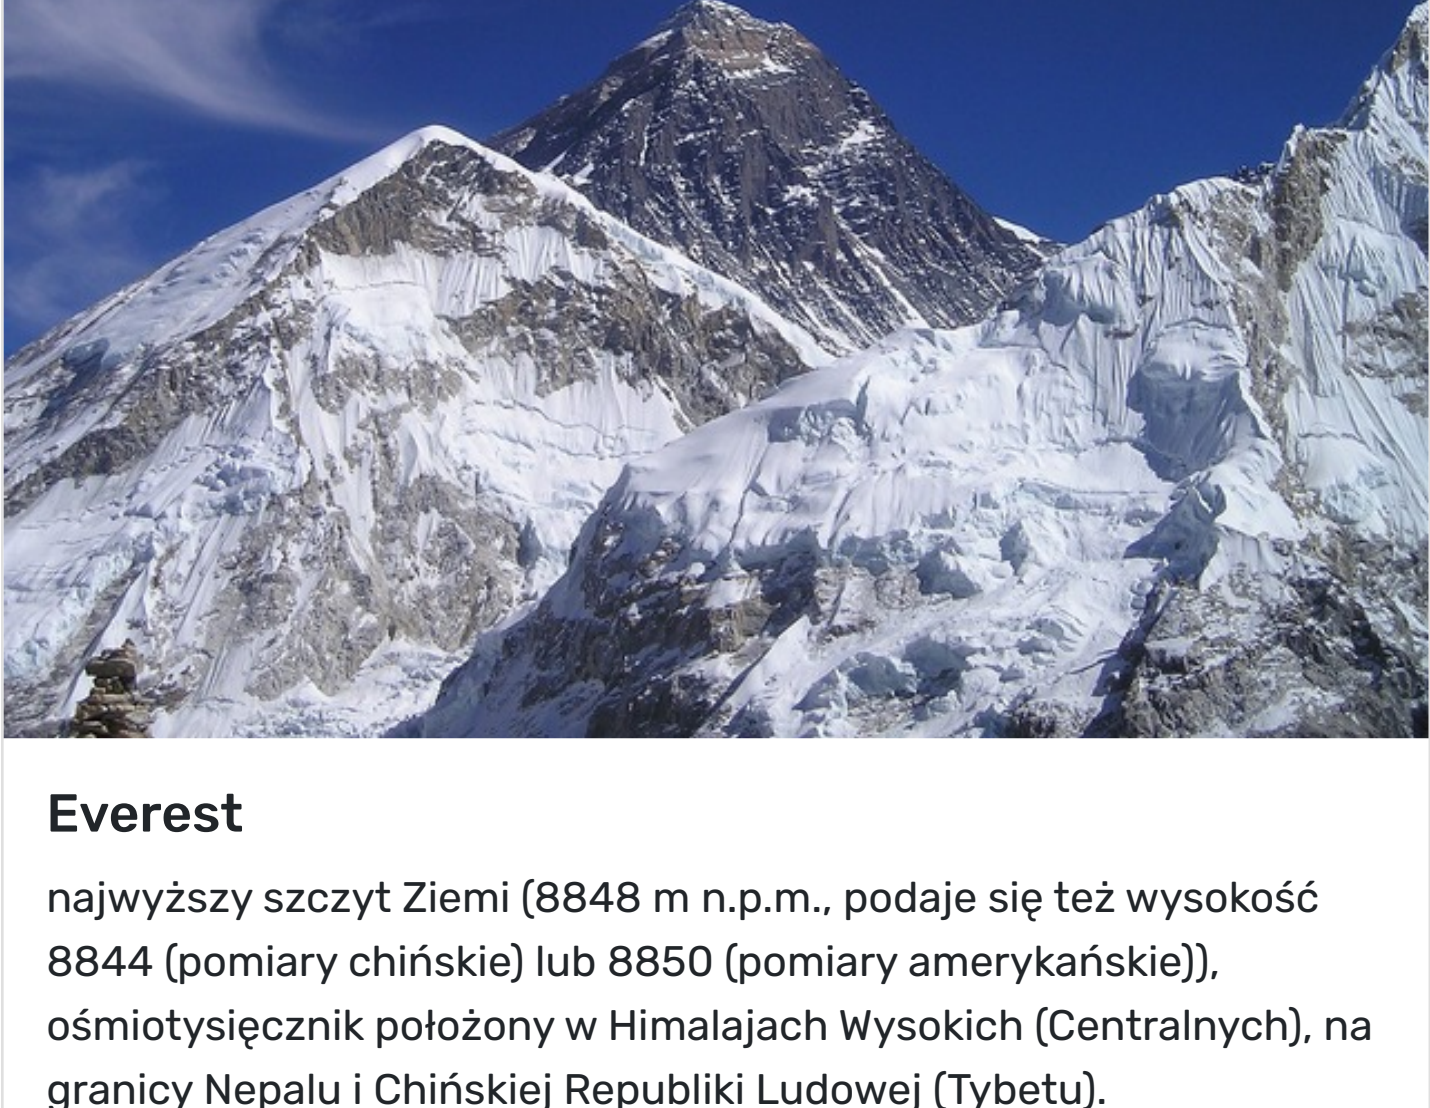 Everest
najwyższy szczyt Ziemi (8848 m n.p.m., podaje się też wysokość
8844 (pomiary chińskie) lub 8850 (pomiary amerykańskie)),
ośmiotysięcznik położony w Himalajach Wysokich (Centralnych), na
granicy Nepalu i Chińskiej Republiki Ludowej (Tybetu).